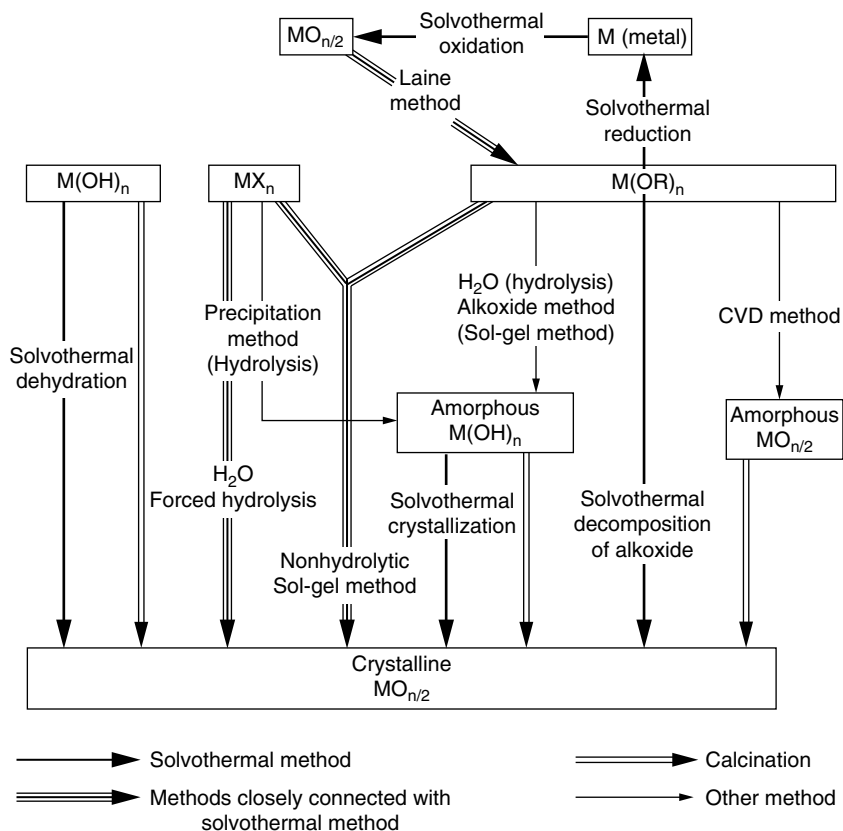 MOn/2
Solvothermal
oxidation
M (metal)
Laine
method
Solvothermal
reduction
M(OH)n
MXn
M(OR)n
Solvothermal
dehydration
Precipitation
method
(Hydrolysis)
H2O (hydrolysis)
Alkoxide method
(Sol-gel method)
CVD method
Amorphous
M(OH)n
Amorphous
MOn/2
H2O
Forced hydrolysis
Nonhydrolytic
Sol-gel method
Solvothermal
crystallization
Solvothermal
decomposition
of alkoxide
Crystalline
MOn/2
Solvothermal method
Calcination
Methods closely connected with
solvothermal method
Other method